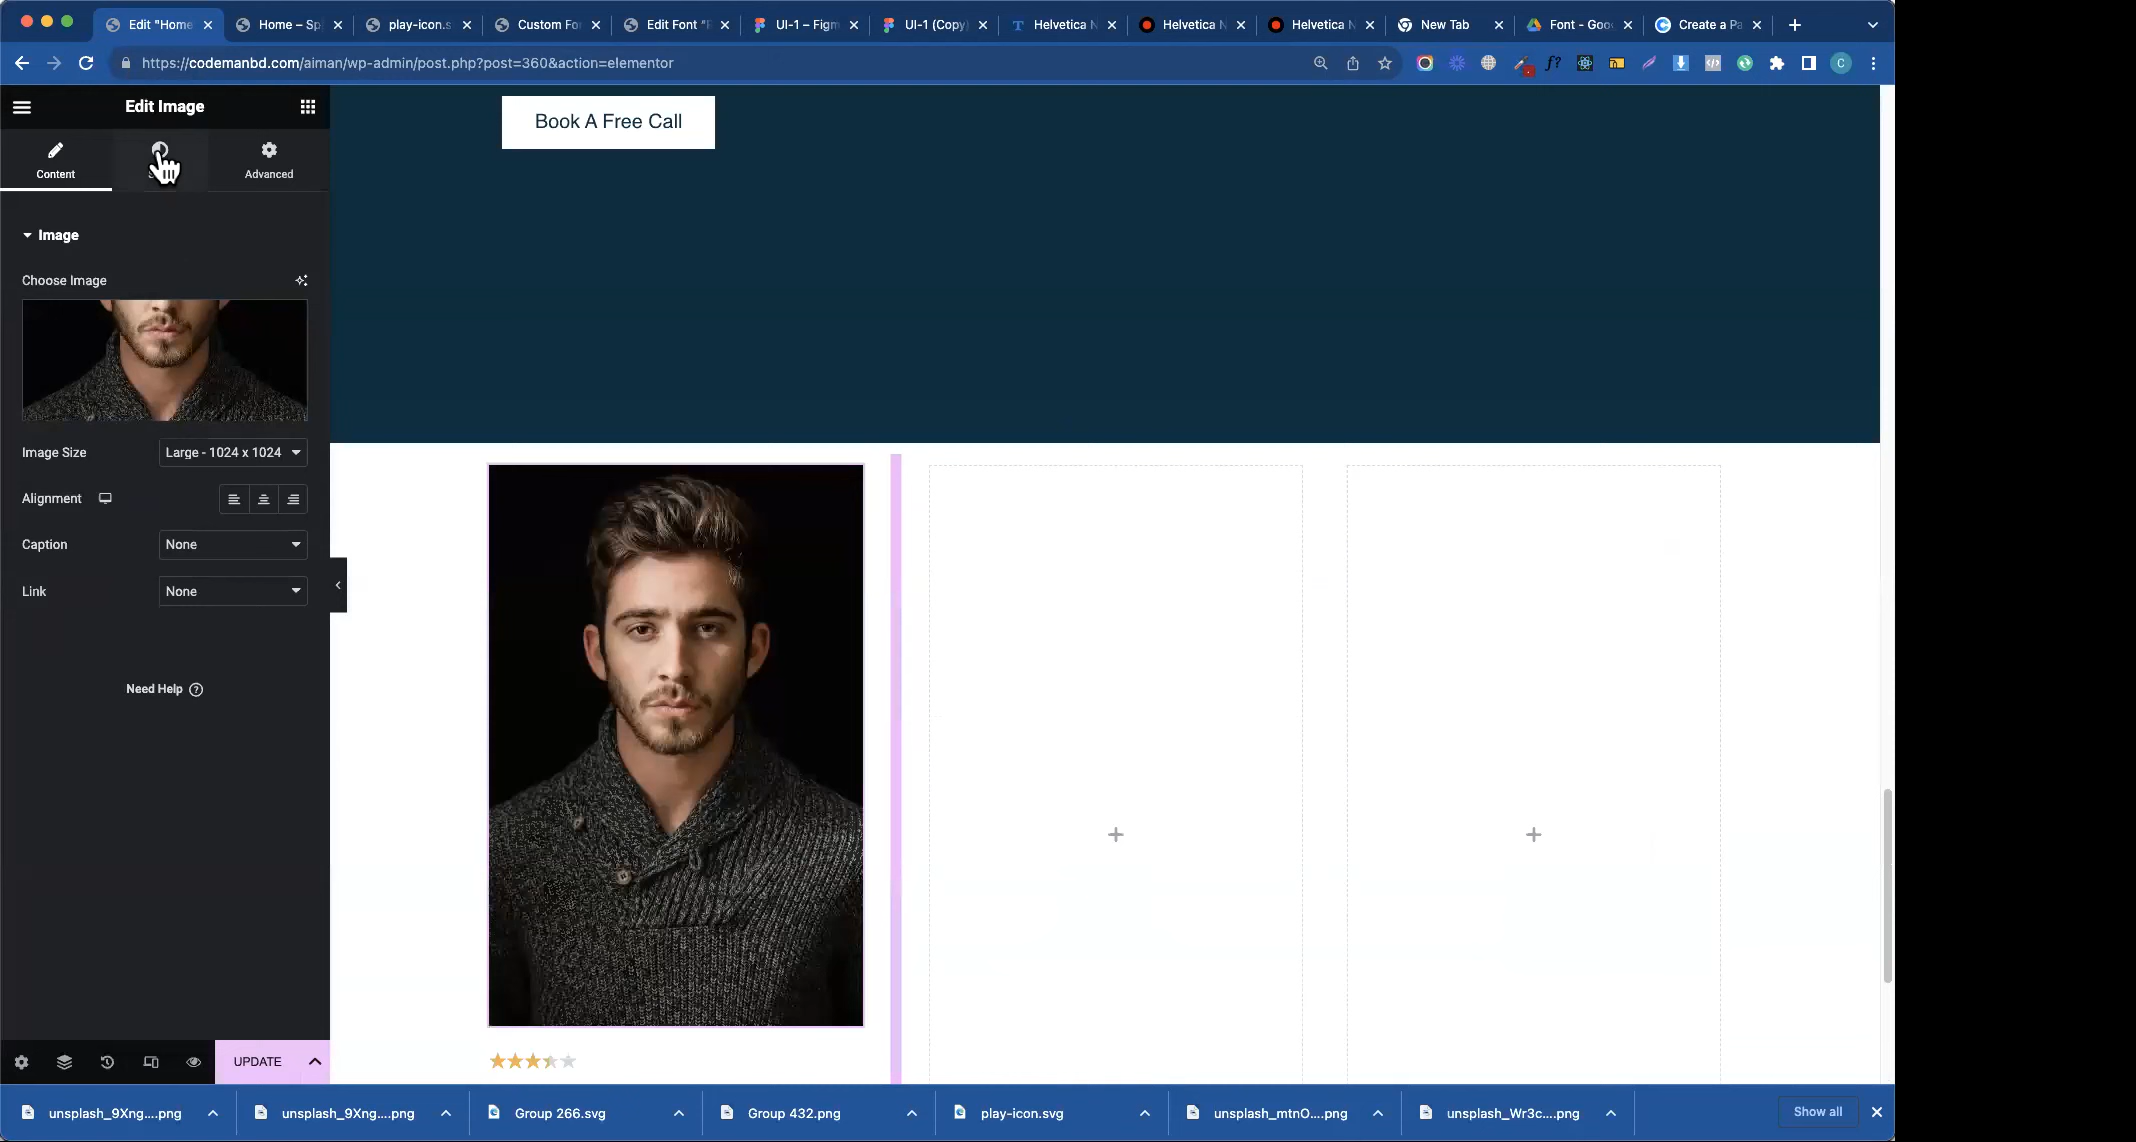 Edit "Home
Home – Sp
play-icon.s
Custom Fo
Edit Font "
UI-1 – Figm
UI-1 (Copy)
Helvetica N
Helvetica N
Helvetica N
New Tab
Font - Goo
Create a Pa
https://codemanbd.com/aiman/wp-admin/post.php?post=360&action=elementor
f?
C
Edit Image
Content
Advanced
Image
Choose Image
Image Size
Large - 1024 x 1024
Alignment
Caption
None
Link
None
Need Help
UPDATE
Book A Free Call
unsplash_9Xng....png
unsplash_9Xng....png
Group 266.svg
Group 432.png
play-icon.svg
unsplash_mtnO....png
unsplash_Wr3c....png
Show all